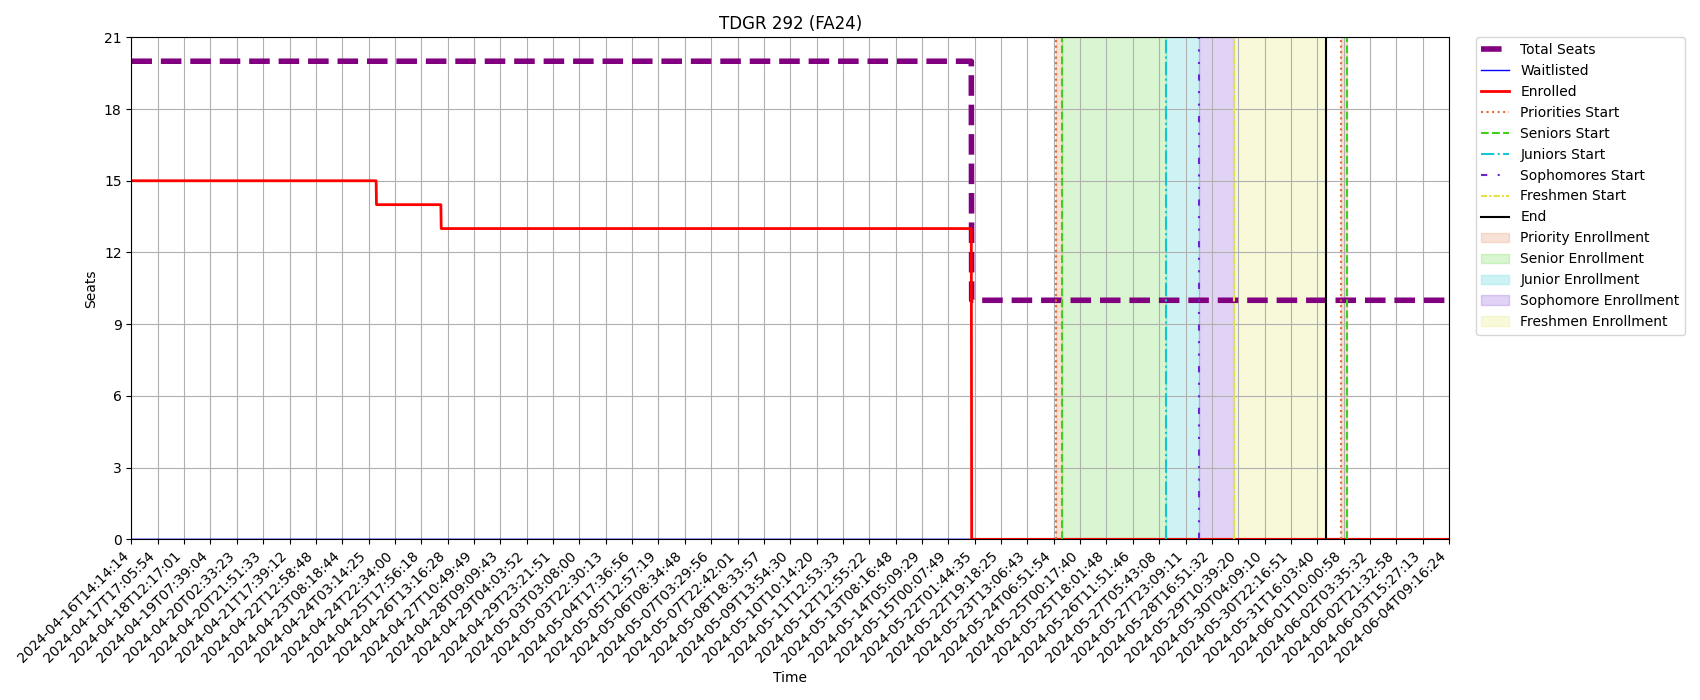 TDGR 292 (FA24)
21
18
15
12
9
6
3
0
Seats
2024-04-16T14:14:14
2024-04-17T17:05:54
2024-04-18T12:17:01
2024-04-19T07:39:04
2024-04-20T02:33:23
2024-04-20T21:51:33
2024-04-21T17:39:12
2024-04-22T12:58:48
2024-04-23T08:18:44
2024-04-24T03:14:25
2024-04-24T22:34:00
2024-04-25T17:56:18
2024-04-26T13:16:28
2024-04-27T10:49:49
2024-04-28T09:09:43
2024-04-29T04:03:52
2024-04-29T23:21:51
2024-05-03T03:08:00
2024-05-03T22:30:13
2024-05-04T17:36:56
2024-05-05T12:57:19
2024-05-06T08:34:48
2024-05-07T03:29:56
2024-05-07T22:42:01
2024-05-08T18:33:57
2024-05-09T13:54:30
2024-05-10T10:14:20
2024-05-11T12:53:33
2024-05-12T12:55:22
2024-05-13T08:16:48
2024-05-14T05:09:29
2024-05-15T00:07:49
2024-05-22T01:44:35
2024-05-22T19:18:25
2024-05-23T13:06:43
2024-05-24T06:51:54
2024-05-25T00:17:40
2024-05-25T18:01:48
2024-05-26T11:51:46
2024-05-27T05:43:08
2024-05-27T23:09:11
2024-05-28T16:51:32
2024-05-29T10:39:20
2024-05-30T04:09:10
2024-05-30T22:16:51
2024-05-31T16:03:40
2024-06-01T10:00:58
2024-06-02T03:35:32
2024-06-02T21:32:58
2024-06-03T15:27:13
2024-06-04T09:16:24
Time
Total Seats
Waitlisted
Enrolled
Priorities Start
Seniors Start
Juniors Start
Sophomores Start
Freshmen Start
End
Priority Enrollment
Senior Enrollment
Junior Enrollment
Sophomore Enrollment
Freshmen Enrollment